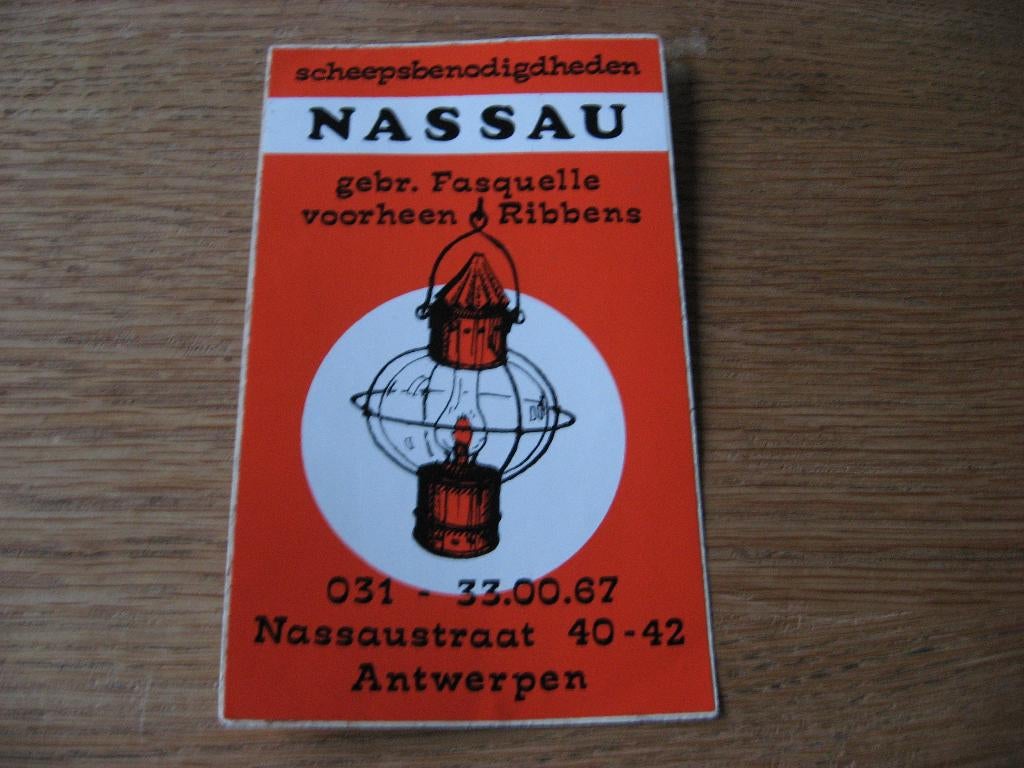 scheepsbenodigdheden
NASSAU
gebr. Fasquelle
voorheen Ribbens
031 - 33.00.67
Nassaustraat 40-42
Antwerpen